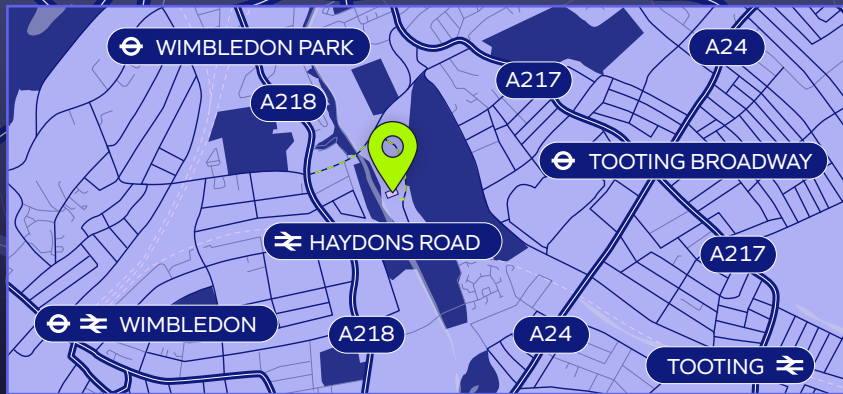 WIMBLEDON PARK
A24
A217
A218
TOOTING BROADWAY
HAYDONS ROAD
A217
WIMBLEDON
A218
A24
TOOTING